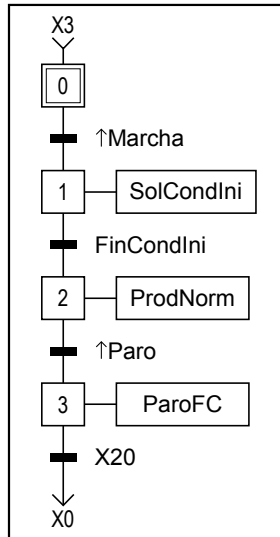 X3
0
↑Marcha
1 SolCondIni
FinCondIni
2 ProdNorm
↑Paro
3 ParoFC
X20
X0